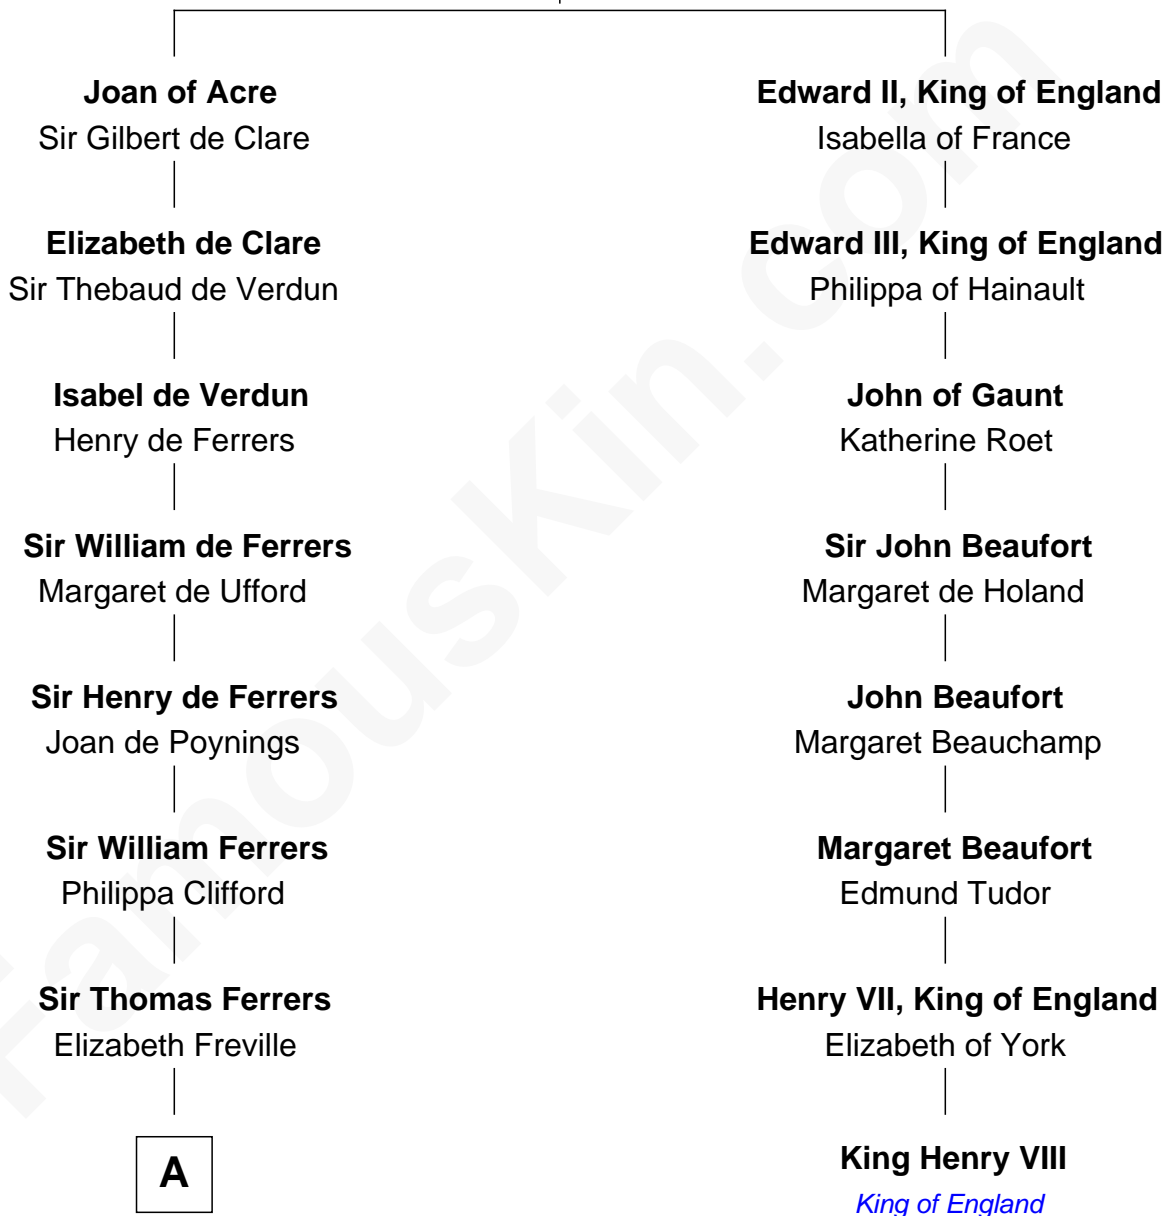 Joan of Acre
Sir Gilbert de Clare
Elizabeth de Clare
Sir Thebaud de Verdun
Isabel de Verdun
Henry de Ferrers
Sir William de Ferrers
Margaret de Ufford
Sir Henry de Ferrers
Joan de Poynings
Sir William Ferrers
Philippa Clifford
Sir Thomas Ferrers
Elizabeth Freville
A
Edward II, King of England
Isabella of France
Edward III, King of England
Philippa of Hainault
John of Gaunt
Katherine Roet
Sir John Beaufort
Margaret de Holand
John Beaufort
Margaret Beauchamp
Margaret Beaufort
Edmund Tudor
Henry VII, King of England
Elizabeth of York
King Henry VIII
King of England
FamousKin.com